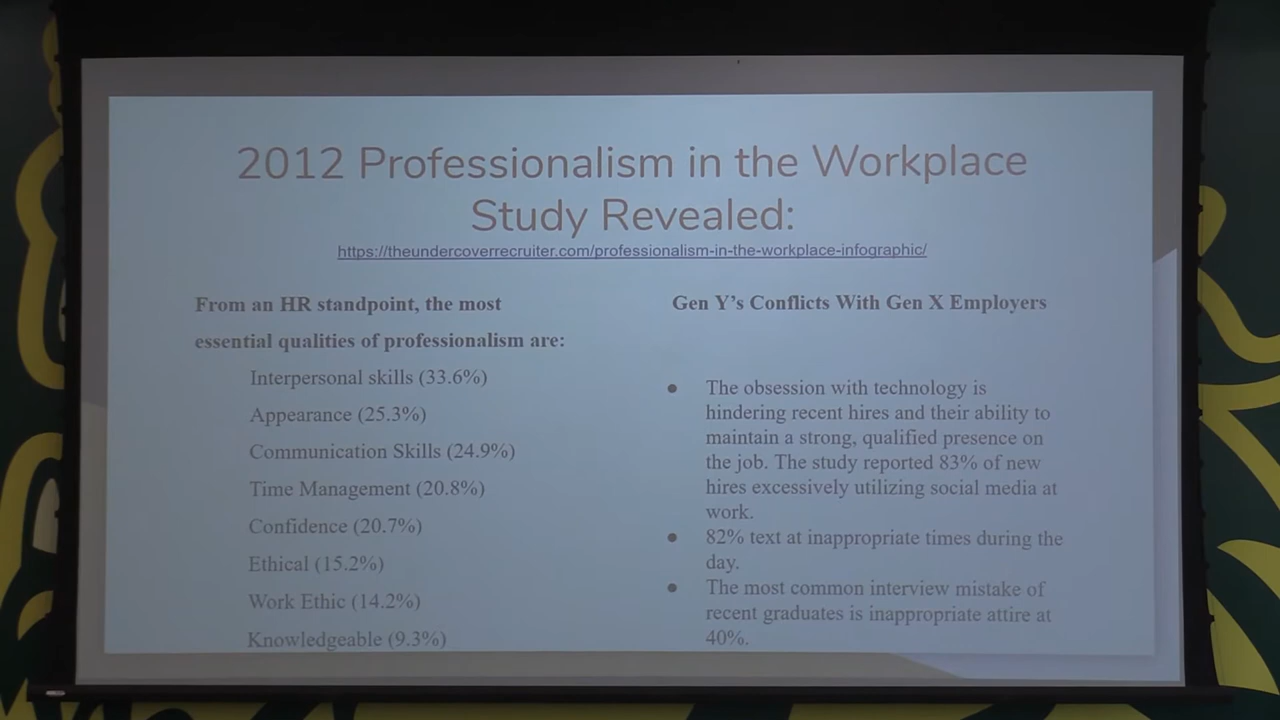 2012 Professionalism in the Workplace
Study Revealed:
https://theundercoverrecruiter.com/professionalism-in-the-workplace-infographic/
From an HR standpoint, the most
essential qualities of professionalism are:
Interpersonal skills (33.6%)
Appearance (25.3%)
Communication Skills (24.9%)
Time Management (20.8%)
Confidence (20.7%)
Ethical (15.2%)
Work Ethic (14.2%)
Knowledgeable (9.3%)
Gen Y’s Conflicts With Gen X Employers
● The obsession with technology is
hindering recent hires and their ability to
maintain a strong, qualified presence on
the job. The study reported 83% of new
hires excessively utilizing social media at
work.
● 82% text at inappropriate times during the
day.
● The most common interview mistake of
recent graduates is inappropriate attire at
40%.